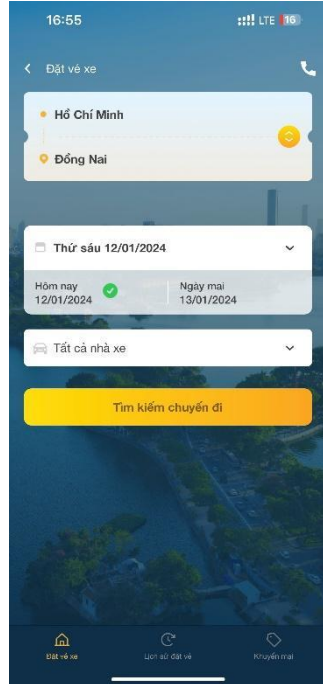 16:55
LTE 16
Đặt vé xe
Hồ Chí Minh
Đồng Nai
Thứ sáu 12/01/2024
Hôm nay
12/01/2024
Ngày mai
13/01/2024
Tất cả nhà xe
Tìm kiếm chuyến đi
Đặt vé xe
Lịch sử đặt vé
Khuyến mại